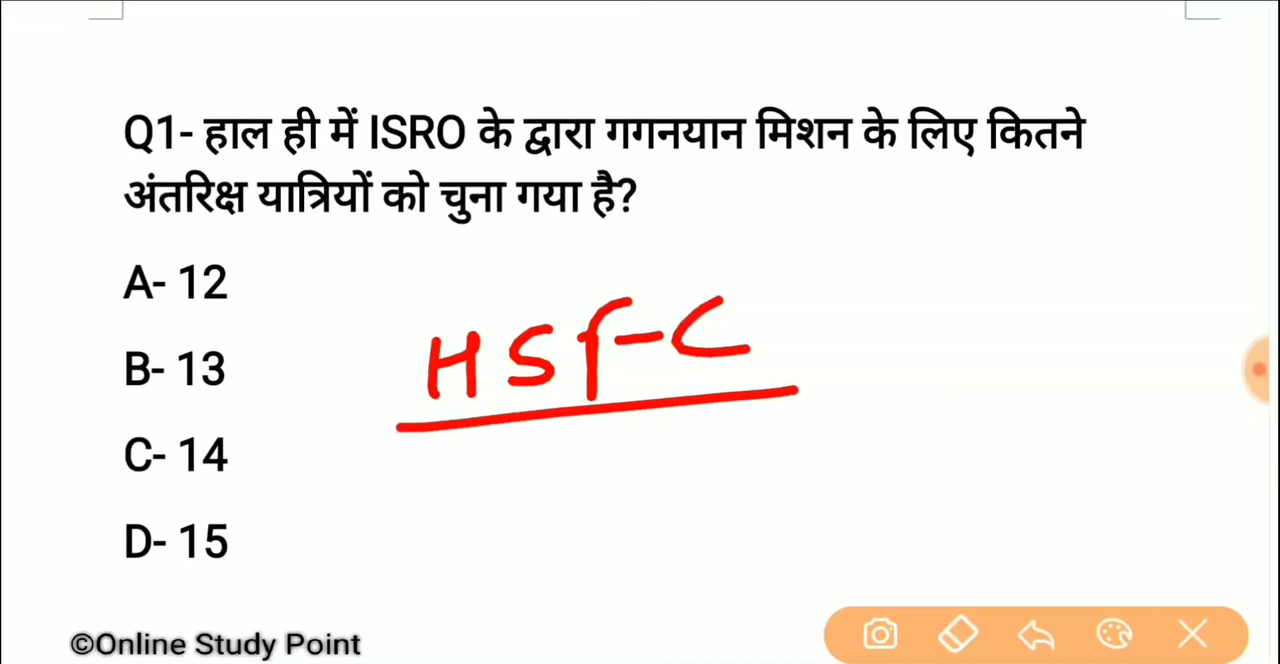 Q1- हाल ही में ISRO के द्वारा गगनयान मिशन के लिए कितने
अंतरिक्ष यात्रियों को चुना गया है?
A- 12
B- 13
C- 14
D- 15
HSf-C
©Online Study Point